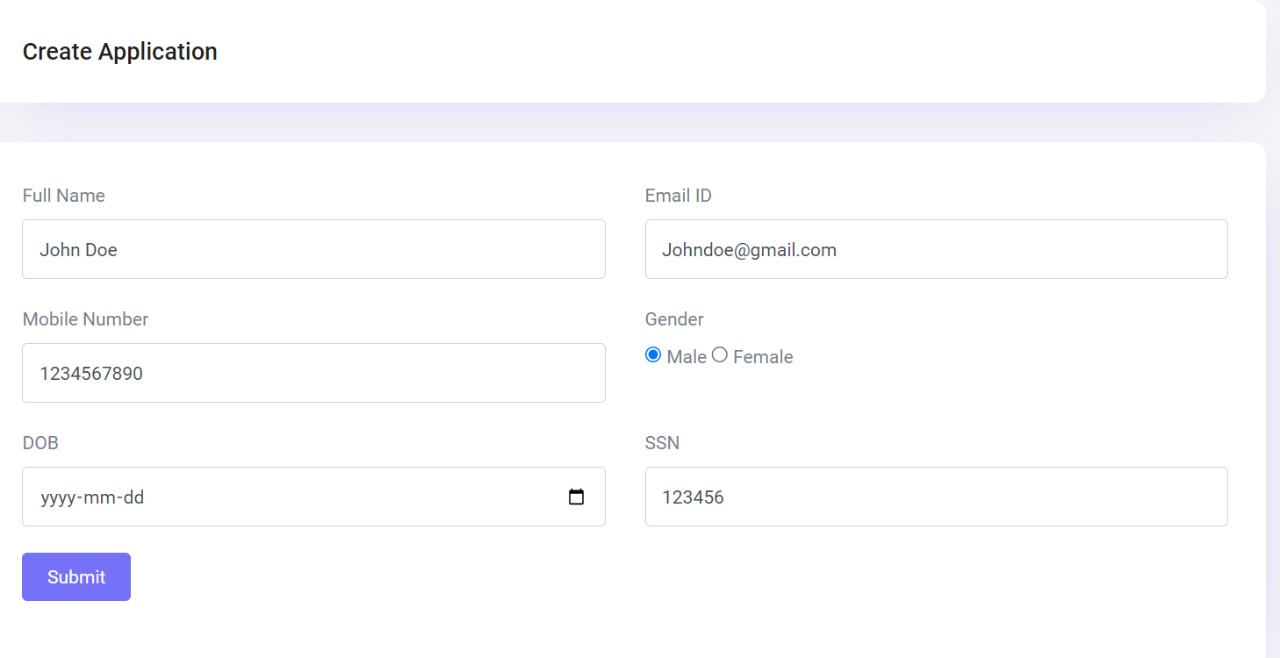 Create Application
Full Name
Email ID
John Doe
Johndoe@gmail.com
Mobile Number
Gender
1234567890
Male Female
DOB
SSN
yyyy-mm-dd
123456
Submit